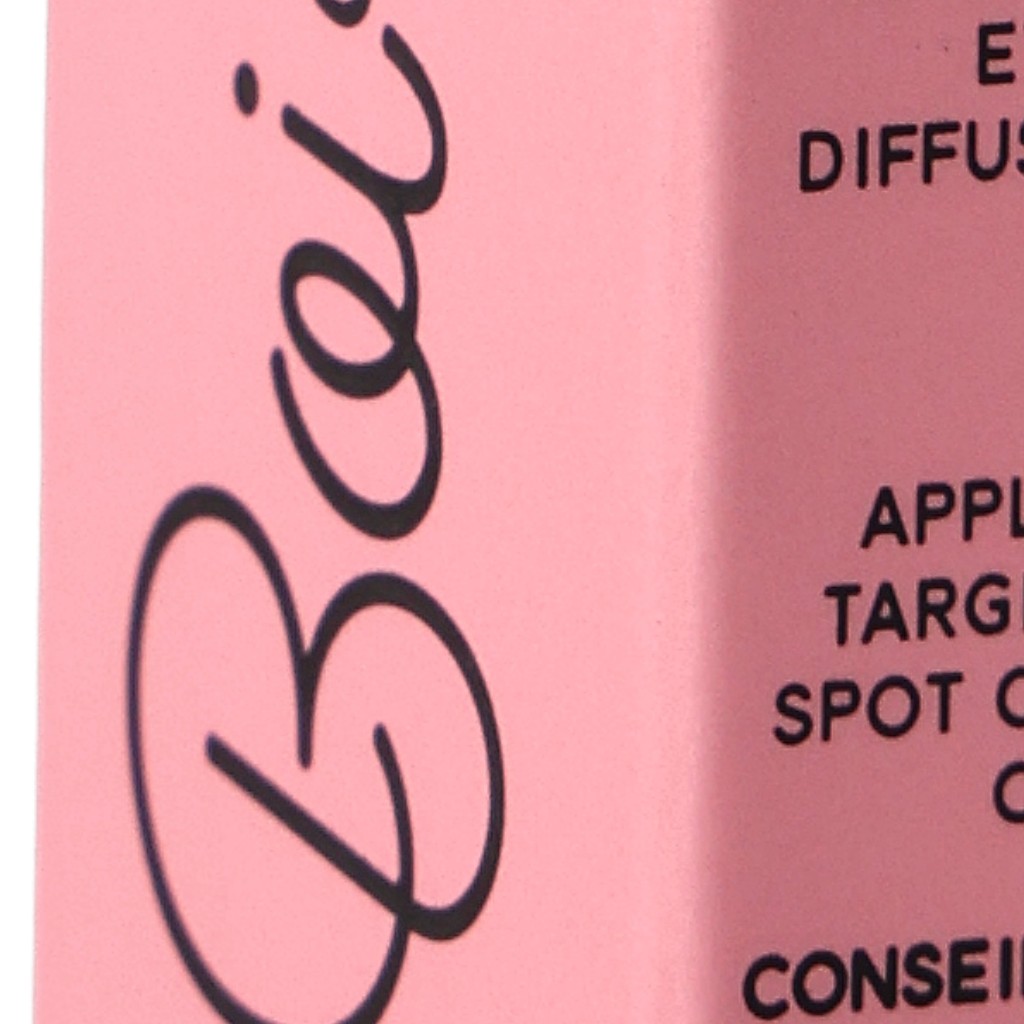 Bai
E
DIFFUS
APPL
TARG
SPOT C
C
CONSEI